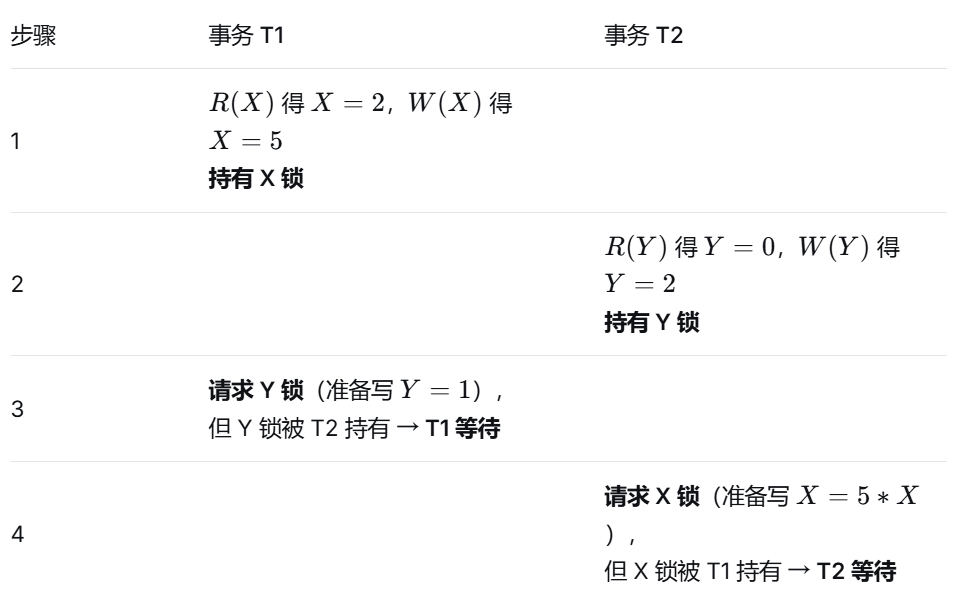 步骤 事务 T1 事务 T2
R(X) 得 X = 2，W(X) 得
1
X = 5
持有 X 锁
R(Y) 得 Y = 0，W(Y) 得
2
Y = 2
持有 Y 锁
请求 Y 锁（准备写 Y = 1），
3
但 Y 锁被 T2 持有 → T1 等待
请求 X 锁（准备写 X = 5 * X
4
），
但 X 锁被 T1 持有 → T2 等待